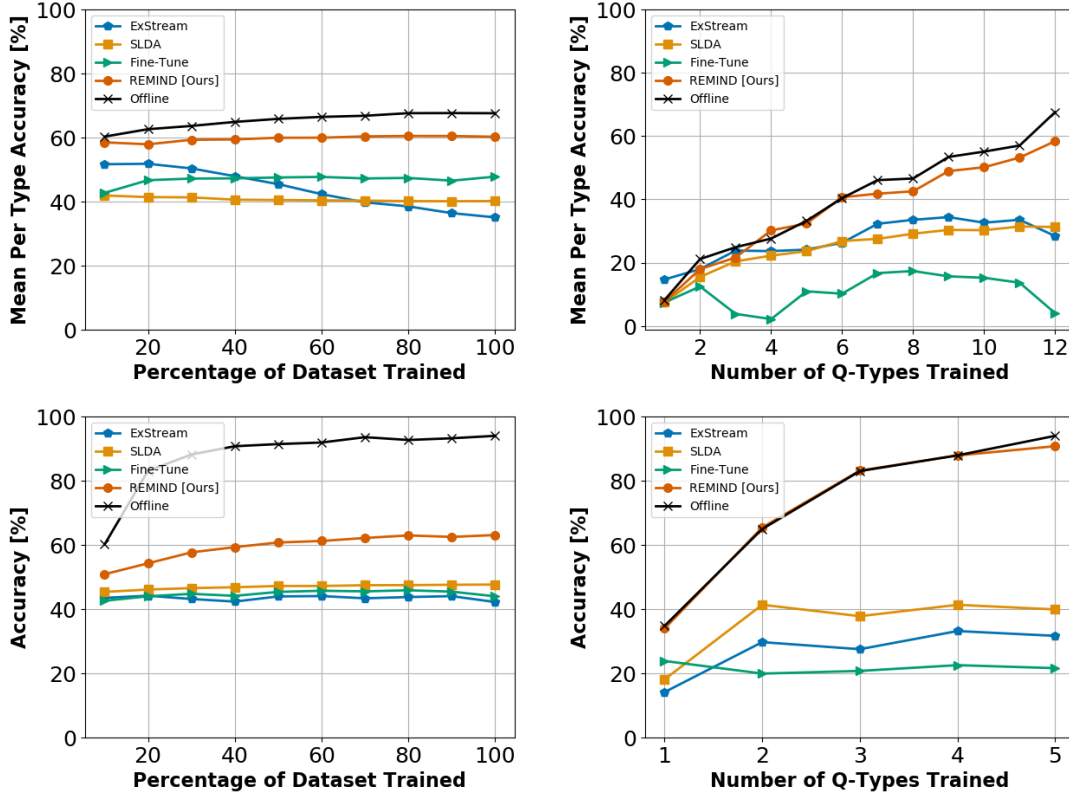 Mean Per Type Accuracy [%]
100
80
60
40
20
0
ExStream
SLDA
Fine-Tune
REMIND [Ours]
Offline
20 40 60 80 100
Percentage of Dataset Trained
Mean Per Type Accuracy [%]
100
80
60
40
20
0
ExStream
SLDA
Fine-Tune
REMIND [Ours]
Offline
2 4 6 8 10 12
Number of Q-Types Trained
Accuracy [%]
100
80
60
40
20
0
ExStream
SLDA
Fine-Tune
REMIND [Ours]
Offline
20 40 60 80 100
Percentage of Dataset Trained
Accuracy [%]
100
80
60
40
20
0
ExStream
SLDA
Fine-Tune
REMIND [Ours]
Offline
1 2 3 4 5
Number of Q-Types Trained